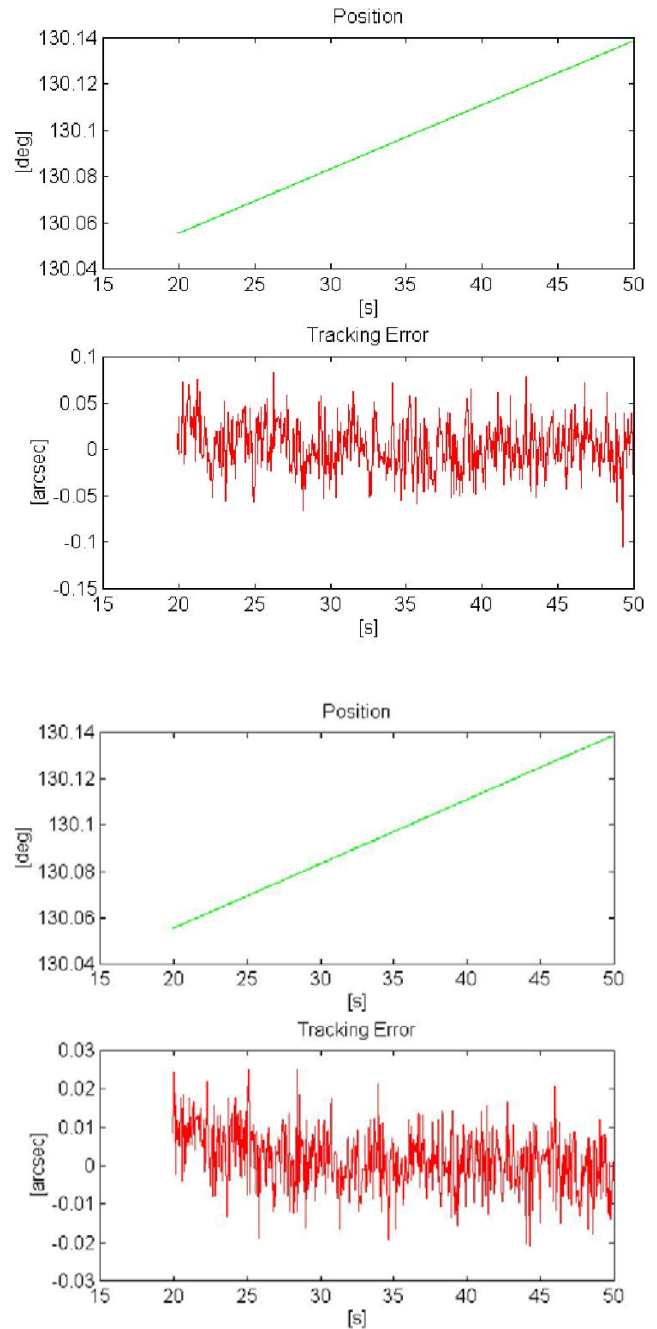 Position
130.14
130.12
130.1
130.08
130.06
130.04
[deg]
15 20 25 30 35 40 45 50
[s]
Tracking Error
0.1
0.05
0
-0.05
-0.1
-0.15
[arcsec]
15 20 25 30 35 40 45 50
[s]
Position
130.14
130.12
130.1
130.08
130.06
130.04
[deg]
15 20 25 30 35 40 45 50
[s]
Tracking Error
0.03
0.02
0.01
0
-0.01
-0.02
-0.03
[arcsec]
15 20 25 30 35 40 45 50
[s]